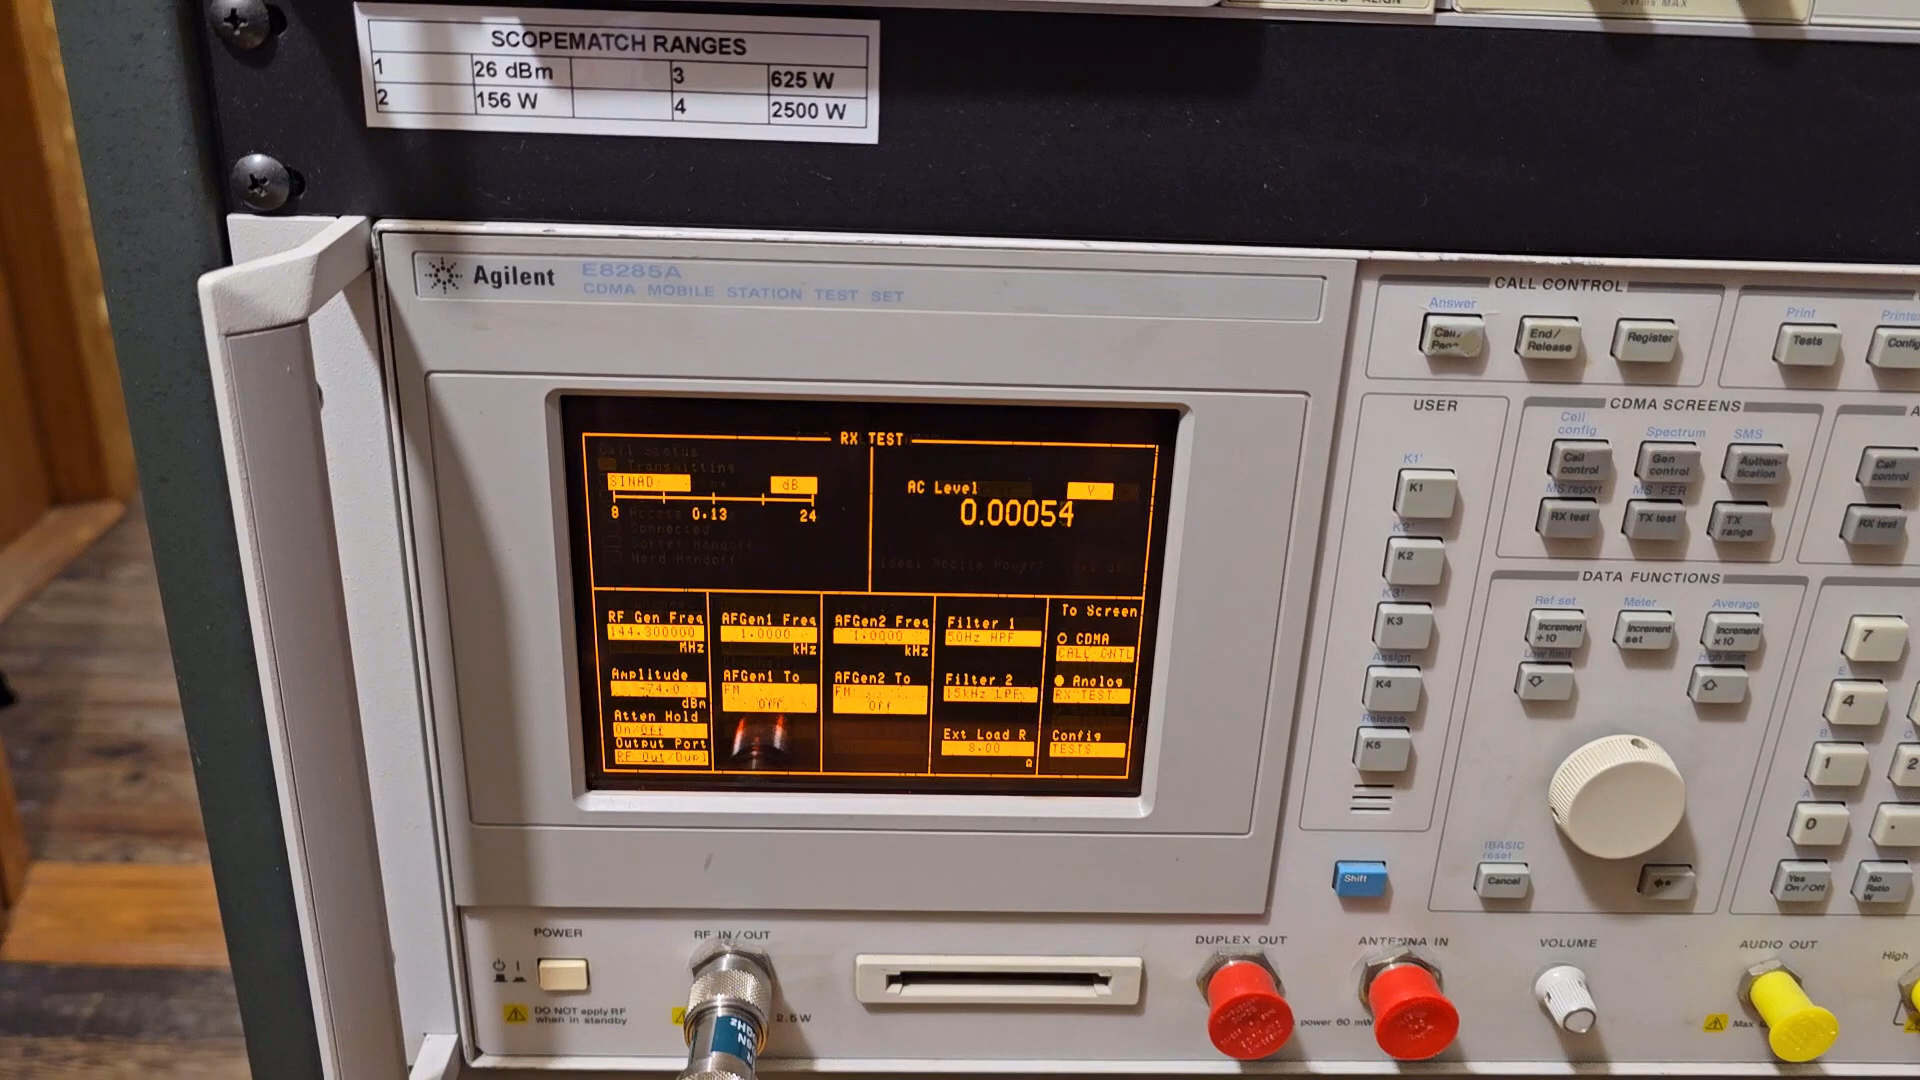 SCOPEMATCH RANGES
1 26 dBm 3 625 W
2 156 W 4 2500 W
Agilent E8285A
CDMA MOBILE STATION TEST SET
RX TEST
Call Status
Transmitting
SINAD dB
8 0.13 24
Access
Connected
Softer Handoff
Hard Handoff
AC Level V
0.00054
RF Gen Freq
144.300000
MHz
Amplitude
-74.0
dBm
Atten Hold
On/Off
Output Port
RF Out/Dupl
AFGen1 Freq
1.0000
kHz
AFGen1 To
FM
Off
AFGen2 Freq
1.0000
kHz
AFGen2 To
FM
Off
Filter 1
50Hz HPF
Filter 2
15kHz LPF
Ext Load R
8.00
Ω
To Screen
CDMA
CALL CNTL
Analog
RX TEST
Config
TESTS
CALL CONTROL
Answer
Call/
End/
Release
Register
Print
Tests
Config
USER
K1'
K1
K2'
K2
K3'
K3
Assign
K4
Release
K5
CDMA SCREENS
Cell
config
Call
control
Spectrum
Gen
control
SMS
Authen-
tication
MS report
RX test
MS FER
TX test
TX
range
Call
control
RX test
DATA FUNCTIONS
Ref set
Increment
÷10
Meter
Increment
set
Average
Increment
x10
Low limit
High limit
7
E
4
B
1
C
2
A
0
.
IBASIC
reset
Cancel
Yes
On/Off
No
Ratio
W
Shift
POWER
DO NOT apply RF
when in standby
RF IN/OUT
2.5W
DUPLEX OUT
power 60 mW
ANTENNA IN
VOLUME
AUDIO OUT
Max
High